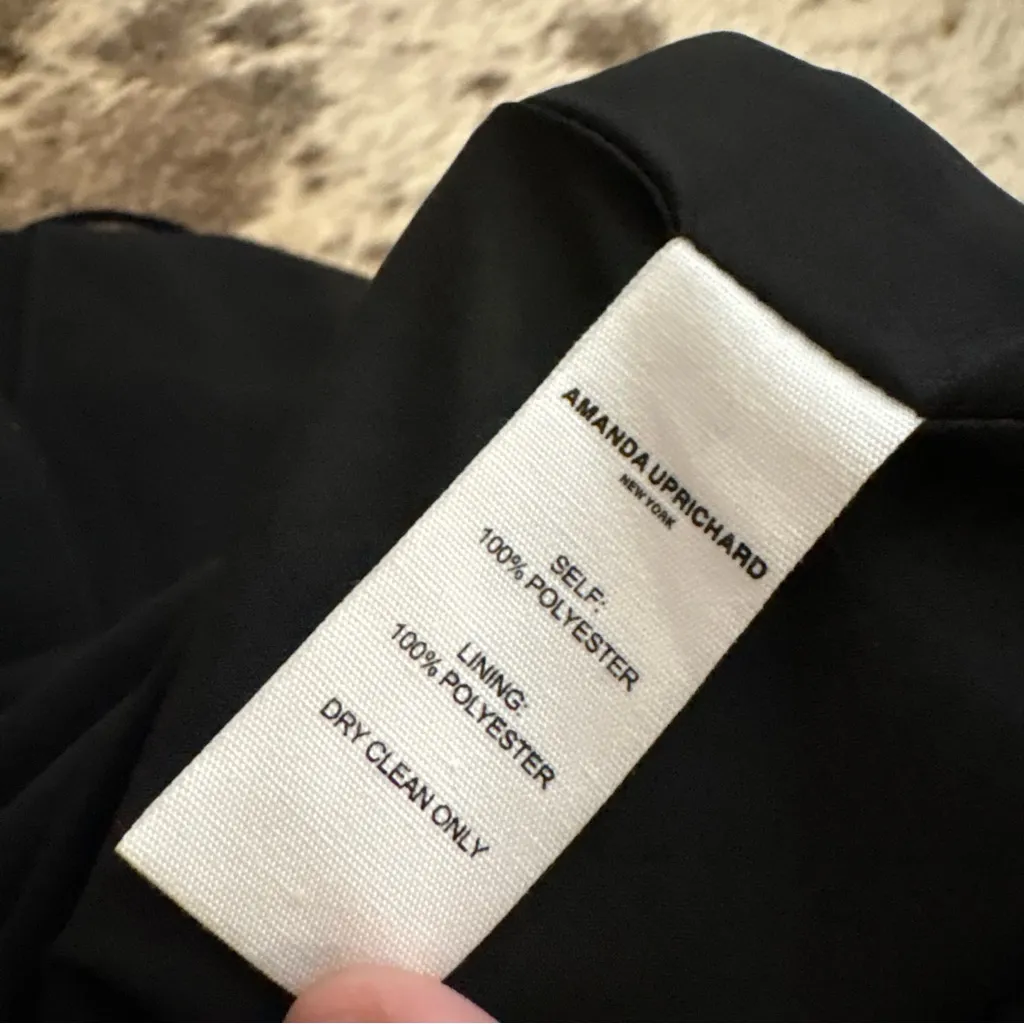 AMANDA UPRICHARD
NEW YORK
SELF:
100% POLYESTER
LINING:
100% POLYESTER
DRY CLEAN ONLY